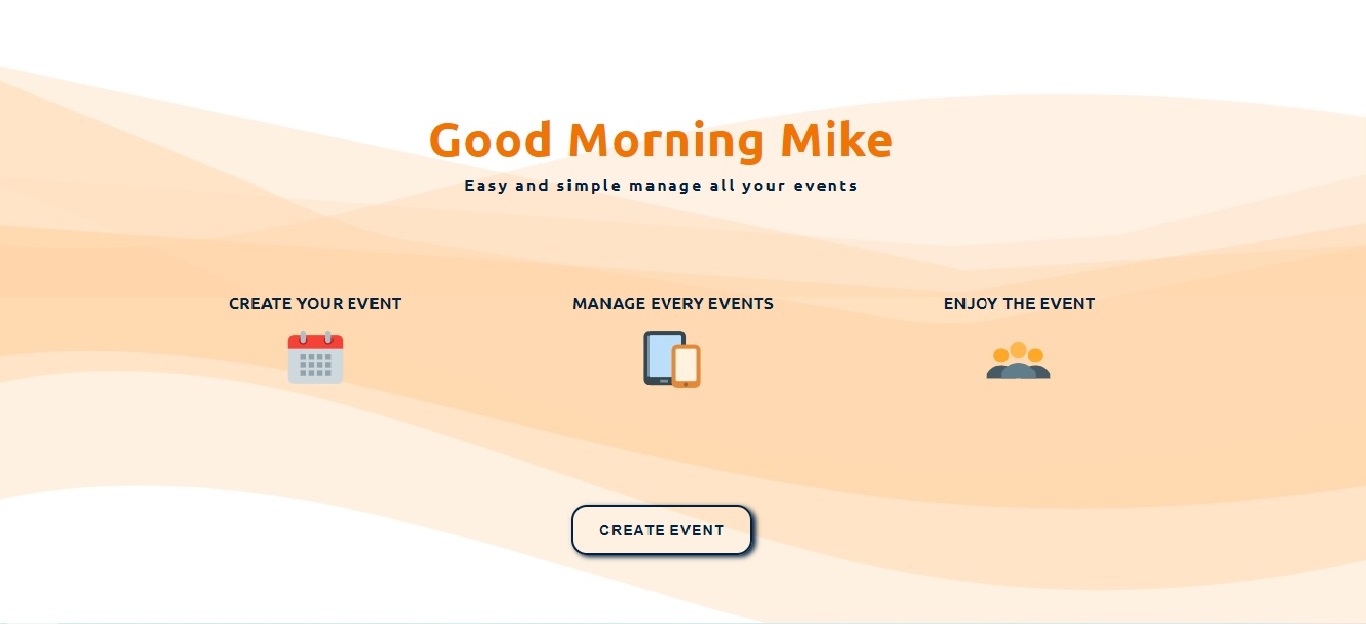 Good Morning Mike
Easy and simple manage all your events
CREATE YOUR EVENT
MANAGE EVERY EVENTS
ENJOY THE EVENT
CREATE EVENT